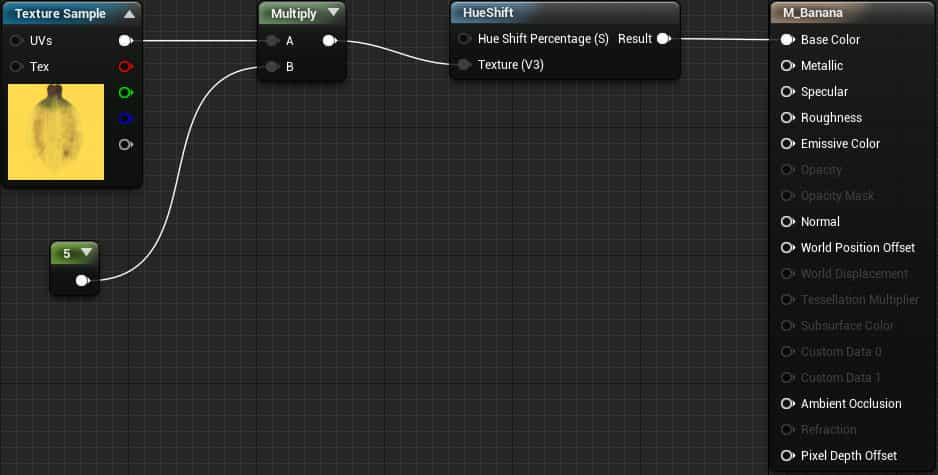 Texture Sample
UVs
Tex
Multiply
A
B
HueShift
Hue Shift Percentage (S) Result
Texture (V3)
5
M_Banana
Base Color
Metallic
Specular
Roughness
Emissive Color
Opacity
Opacity Mask
Normal
World Position Offset
World Displacement
Tessellation Multiplier
Subsurface Color
Custom Data 0
Custom Data 1
Ambient Occlusion
Refraction
Pixel Depth Offset